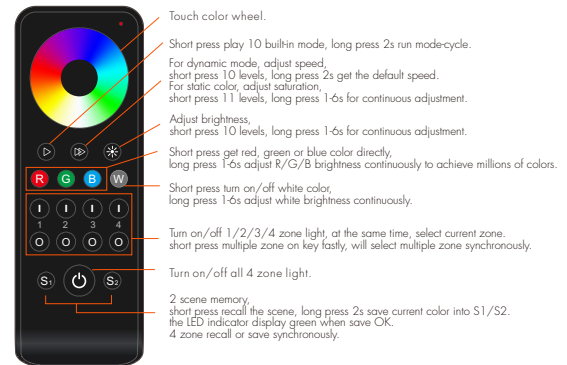 Touch color wheel.
Short press play 10 built-in mode, long press 2s run mode-cycle.
For dynamic mode, adjust speed,
short press 10 levels, long press 2s get the default speed.
For static color, adjust saturation,
short press 11 levels, long press 1-6s for continuous adjustment.
Adjust brightness,
short press 10 levels, long press 1-6s for continuous adjustment.
Short press get red, green or blue color directly,
long press 1-6s adjust R/G/B brightness continuously to achieve millions of colors.
R G B W
Short press turn on/off white color,
long press 1-6s adjust white brightness continuously.
I I I I
1 2 3 4
O O O O
Turn on/off 1/2/3/4 zone light, at the same time, select current zone.
short press multiple zone on key fastly, will select multiple zone synchronously.
S1 S2
Turn on/off all 4 zone light.
2 scene memory,
short press recall the scene, long press 2s save current color into S1/S2.
the LED indicator display green when save OK.
4 zone recall or save synchronously.